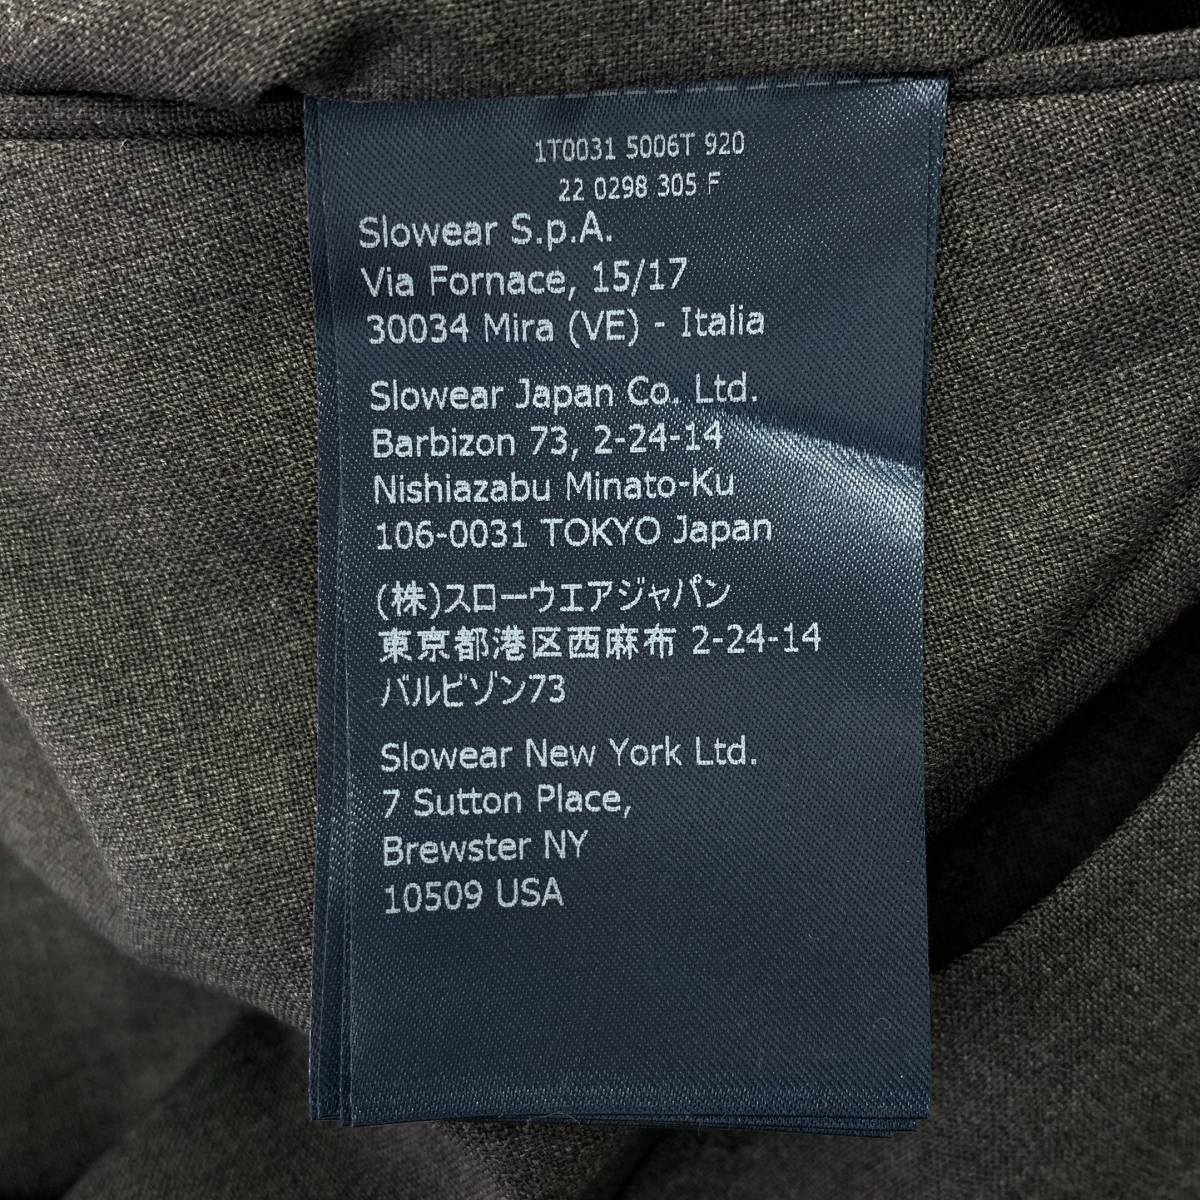 1T0031 5006T 920
22 0298 305 F
Slowear S.p.A.
Via Fornace, 15/17
30034 Mira (VE) - Italia
Slowear Japan Co. Ltd.
Barbizon 73, 2-24-14
Nishiazabu Minato-Ku
106-0031 TOKYO Japan
(株)スローウエアジャパン
東京都港区西麻布 2-24-14
バルビゾン73
Slowear New York Ltd.
7 Sutton Place,
Brewster NY
10509 USA